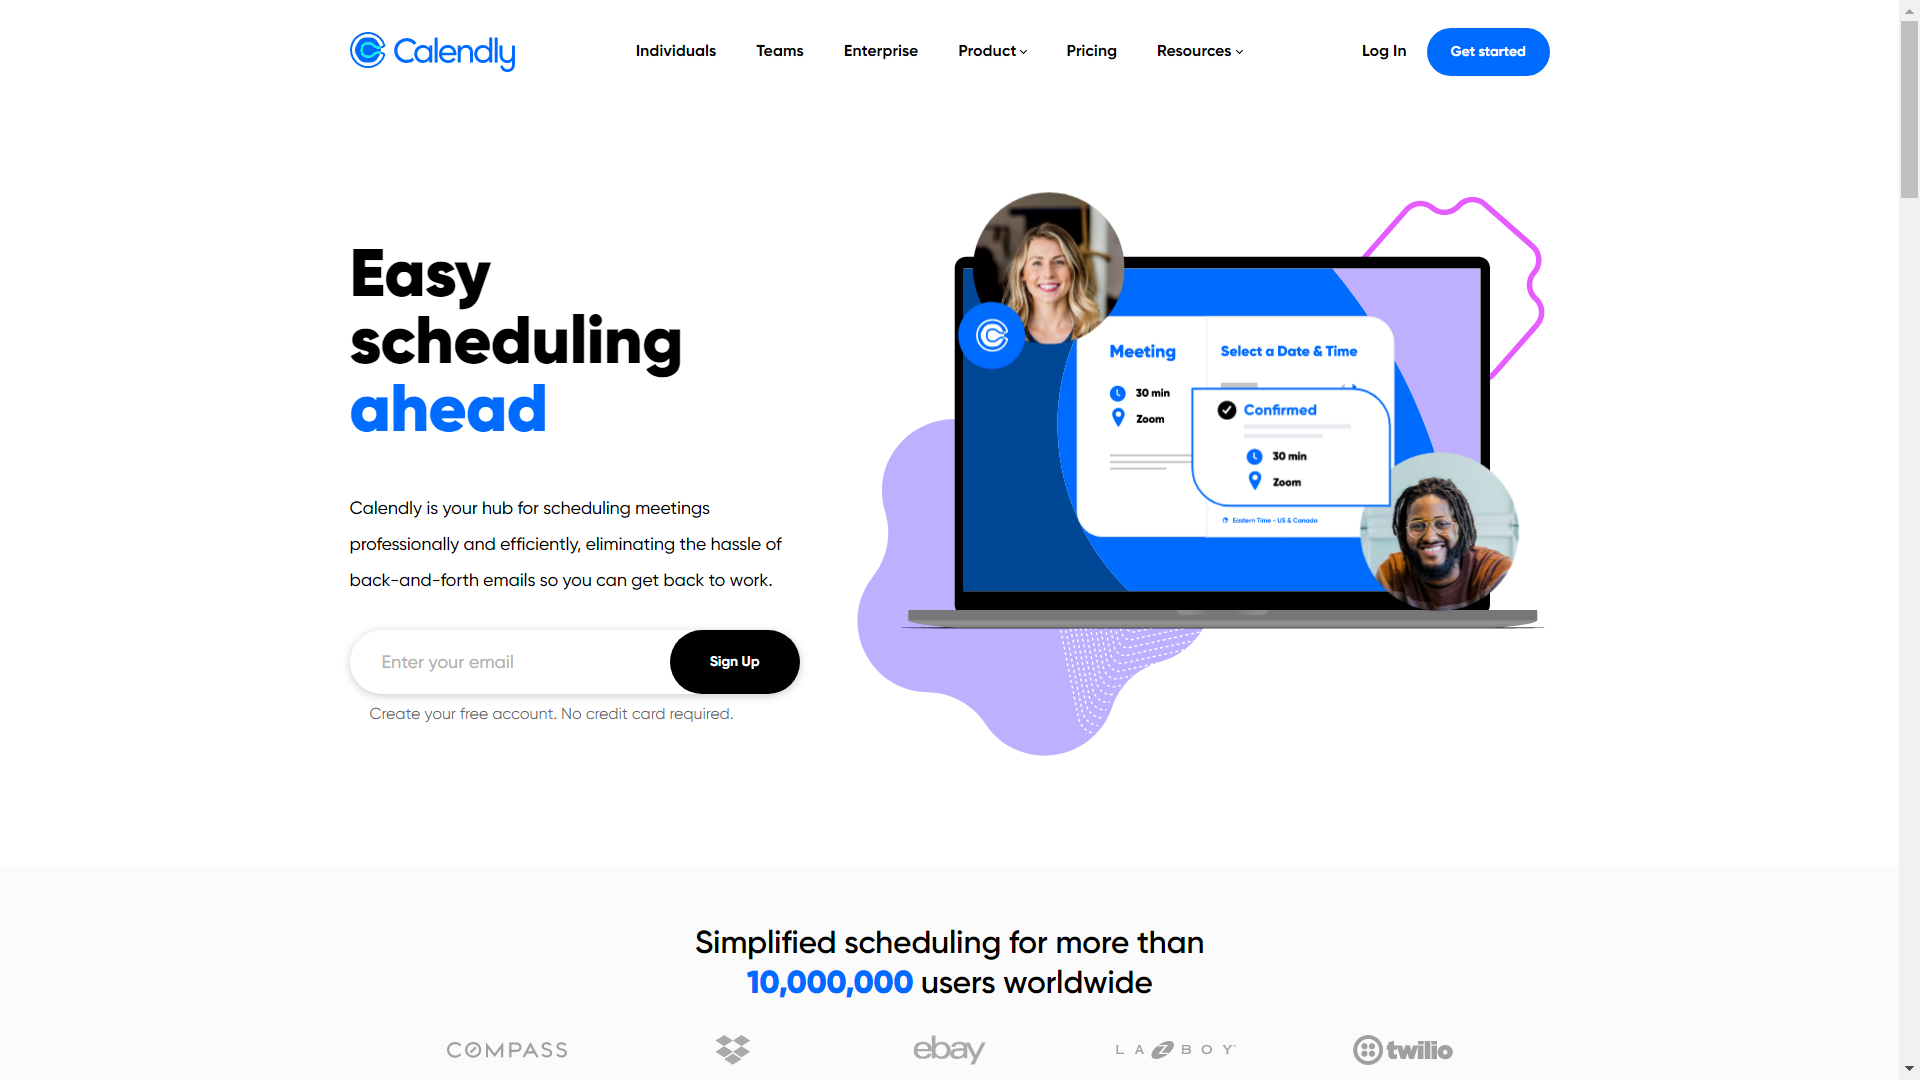 Calendly
Individuals
Teams
Enterprise
Product
Pricing
Resources
Log In
Get started
Easy
scheduling
ahead
Calendly is your hub for scheduling meetings
professionally and efficiently, eliminating the hassle of
back-and-forth emails so you can get back to work.
Enter your email
Sign Up
Create your free account. No credit card required.
Meeting
30 min
Zoom
Select a Date & Time
Confirmed
30 min
Zoom
Eastern Time - US & Canada
Simplified scheduling for more than
10,000,000 users worldwide
COMPASS
ebay
LA Z BOY
twilio